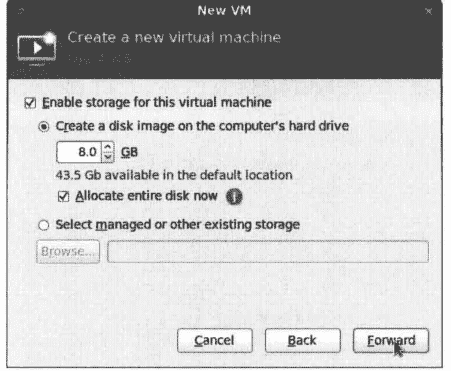 New VM
Create a new virtual machine
Enable storage for this virtual machine
Create a disk image on the computer's hard drive
8.0 GB
43.5 Gb available in the default location
Allocate entire disk now
Select managed or other existing storage
Browse...
Cancel Back Forward